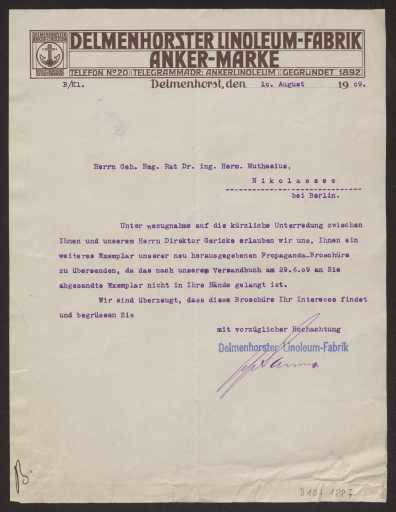 DELMENHORSTER LINOLEUM-FABRIK
ANKER-MARKE
TELEFON No 20 TELEGRAMMADR: ANKERLINOLEUM GEGRÜNDET 1892
B/Kl. Delmenhorst, den 10. August 1909.
Herrn Geh. Reg. Rat Dr. ing. Herm. Muthesius,
Nikolassee
bei Berlin.
Unter Bezugnahme auf die kürzliche Unterredung zwischen
Ihnen und unserem Herrn Direktor Gericke erlauben wir uns, Ihnen ein
weiteres Exemplar unserer neu herausgegebenen Propaganda-Broschüre
zu übersenden, da das nach unserem Versandbuch am 29.6.09 an Sie
abgesandte Exemplar nicht in Ihre Hände gelangt ist.
Wir sind überzeugt, dass diese Broschüre Ihr Interesse findet
und begrüssen Sie
mit vorzüglicher Hochachtung
Delmenhorster Linoleum-Fabrik